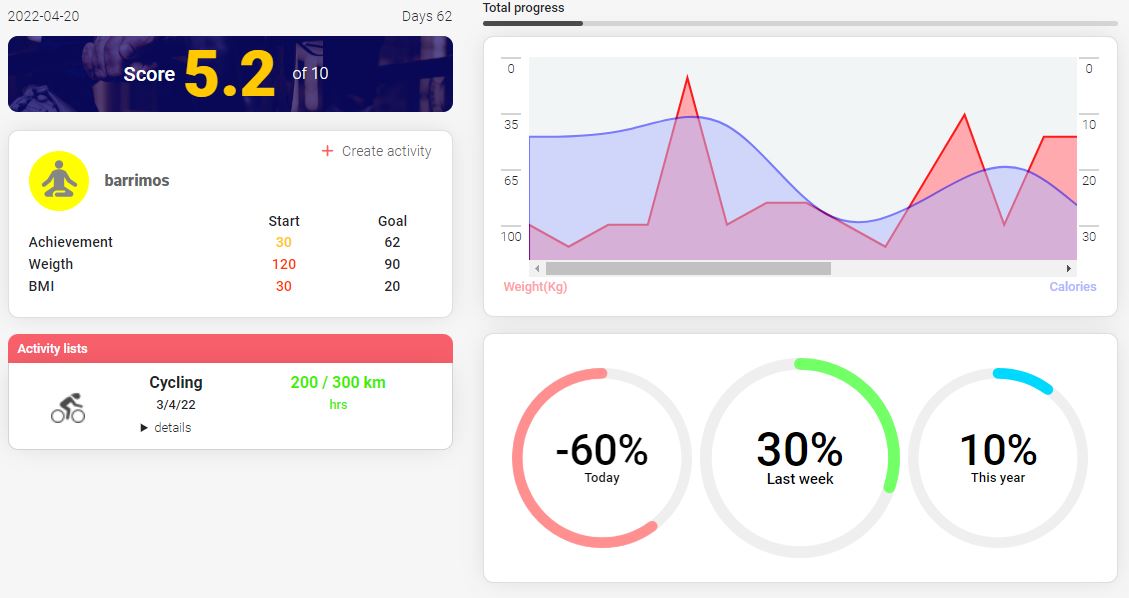 2022-04-20 Days 62
Score 5.2 of 10
+ Create activity
barrimos
Start Goal
Achievement 30 62
Weigth 120 90
BMI 30 20
Activity lists
Cycling 200 / 300 km
3/4/22 hrs
details
Total progress
0 0
35 10
65 20
100 30
Weight(Kg) Calories
-60% 30% 10%
Today Last week This year